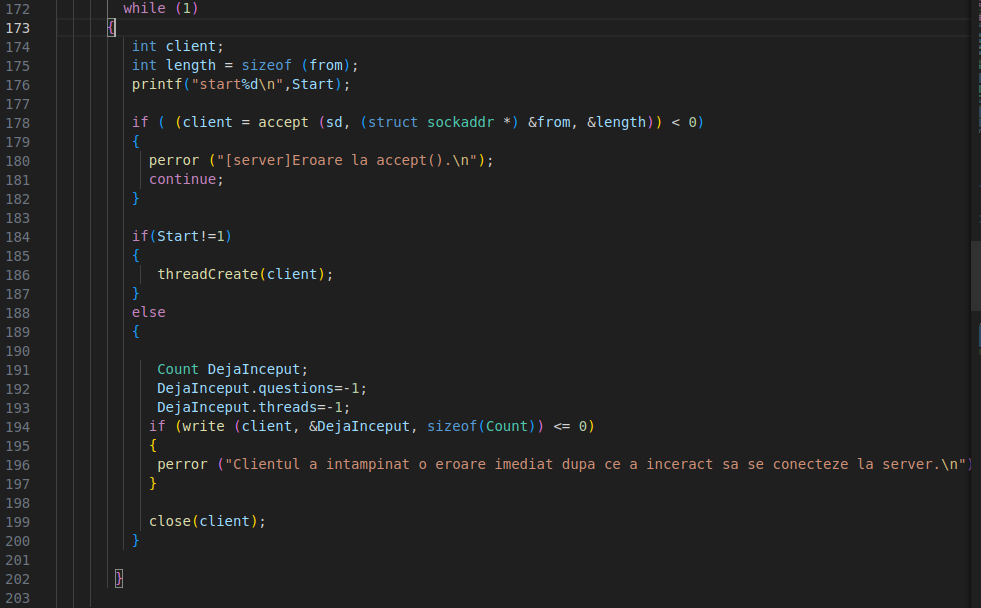 172 while (1)
173 {
174 int client;
175 int length = sizeof (from);
176 printf("start%d\n",Start);
177
178 if ( (client = accept (sd, (struct sockaddr *) &from, &length)) < 0)
179 {
180 perror ("[server]Eroare la accept().\n");
181 continue;
182 }
183
184 if(Start!=1)
185 {
186 threadCreate(client);
187 }
188 else
189 {
190
191 Count DejaInceput;
192 DejaInceput.questions=-1;
193 DejaInceput.threads=-1;
194 if (write (client, &DejaInceput, sizeof(Count)) <= 0)
195 {
196 perror ("Clientul a intampinat o eroare imediat dupa ce a inceract sa se conecteze la server.\n")
197 }
198
199 close(client);
200 }
201
202 }
203